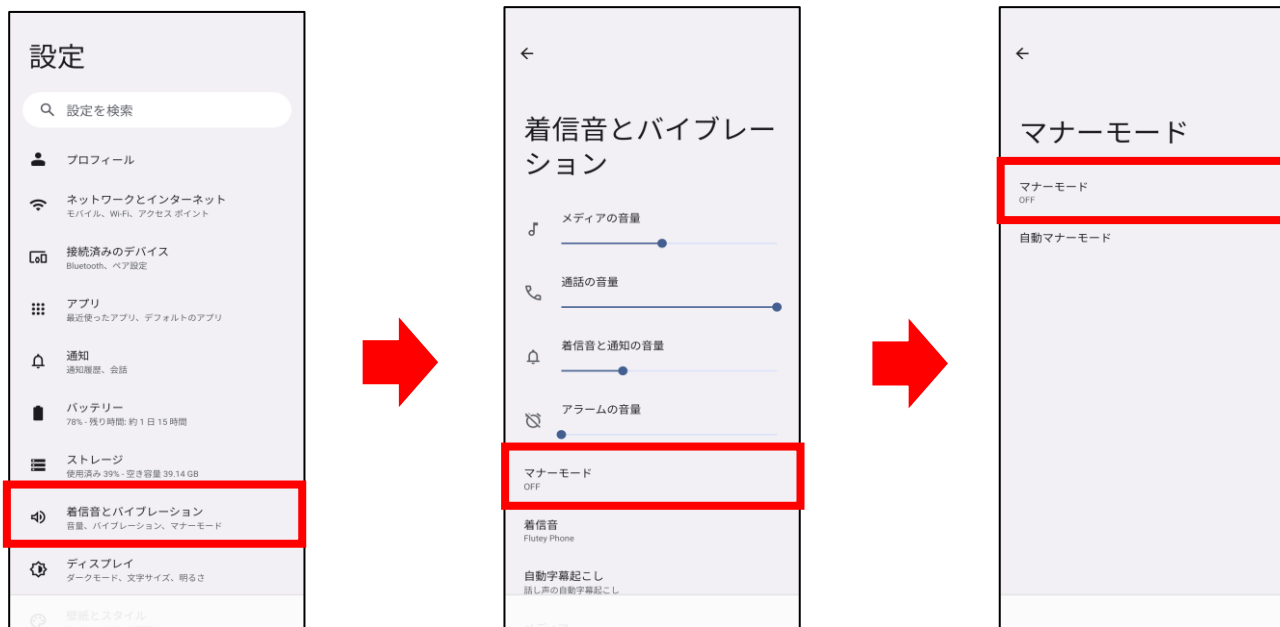 設定
設定を検索
プロフィール
ネットワークとインターネット
モバイル、Wi-Fi、アクセス ポイント
接続済みのデバイス
Bluetooth、ペア設定
アプリ
最近使ったアプリ、デフォルトのアプリ
通知
通知履歴、会話
バッテリー
78% - 残り時間: 約 1 日 15 時間
ストレージ
使用済み 39% - 空き容量 39.14 GB
着信音とバイブレーション
音量、バイブレーション、マナーモード
ディスプレイ
ダークモード、文字サイズ、明るさ
壁紙とスタイル
着信音とバイブレー
ション
メディアの音量
通話の音量
着信音と通知の音量
アラームの音量
マナーモード
OFF
着信音
Flutey Phone
自動字幕起こし
話し声の自動字幕起こし
マナーモード
マナーモード
OFF
自動マナーモード